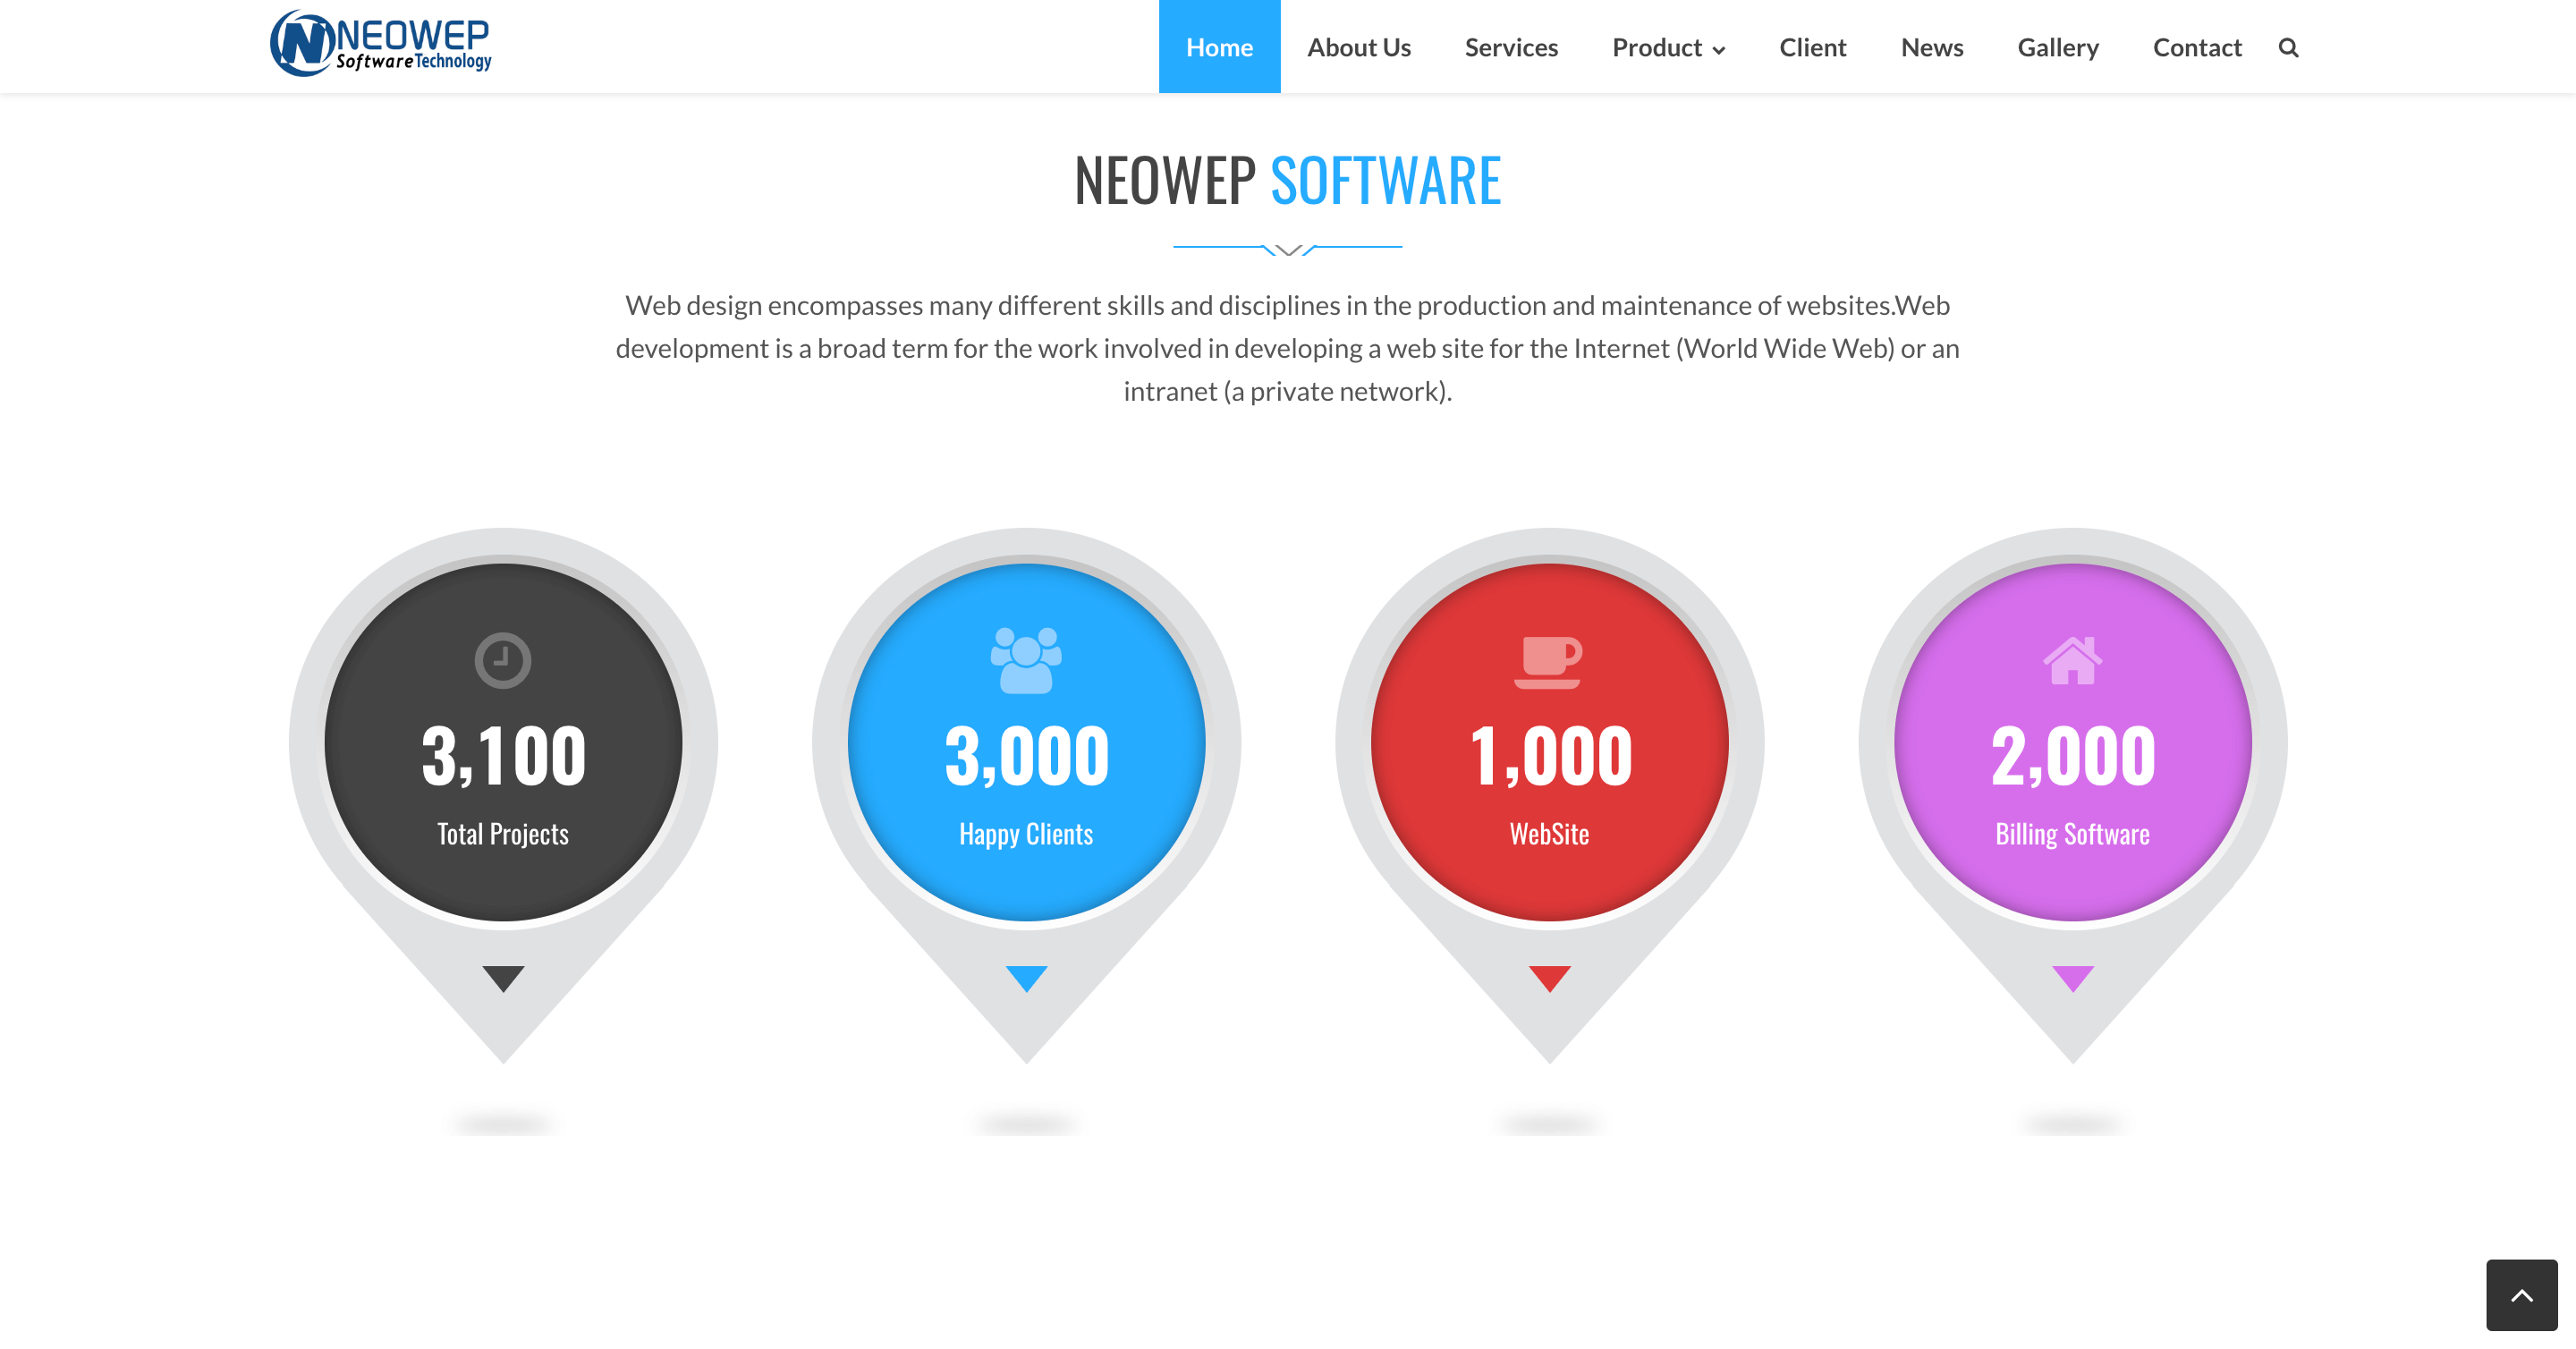 NEOWEP
Software Technology
Home About Us Services Product Client News Gallery Contact
NEOWEP SOFTWARE
Web design encompasses many different skills and disciplines in the production and maintenance of websites.Web
development is a broad term for the work involved in developing a web site for the Internet (World Wide Web) or an
intranet (a private network).
3,100 3,000 1,000 2,000
Total Projects Happy Clients WebSite Billing Software